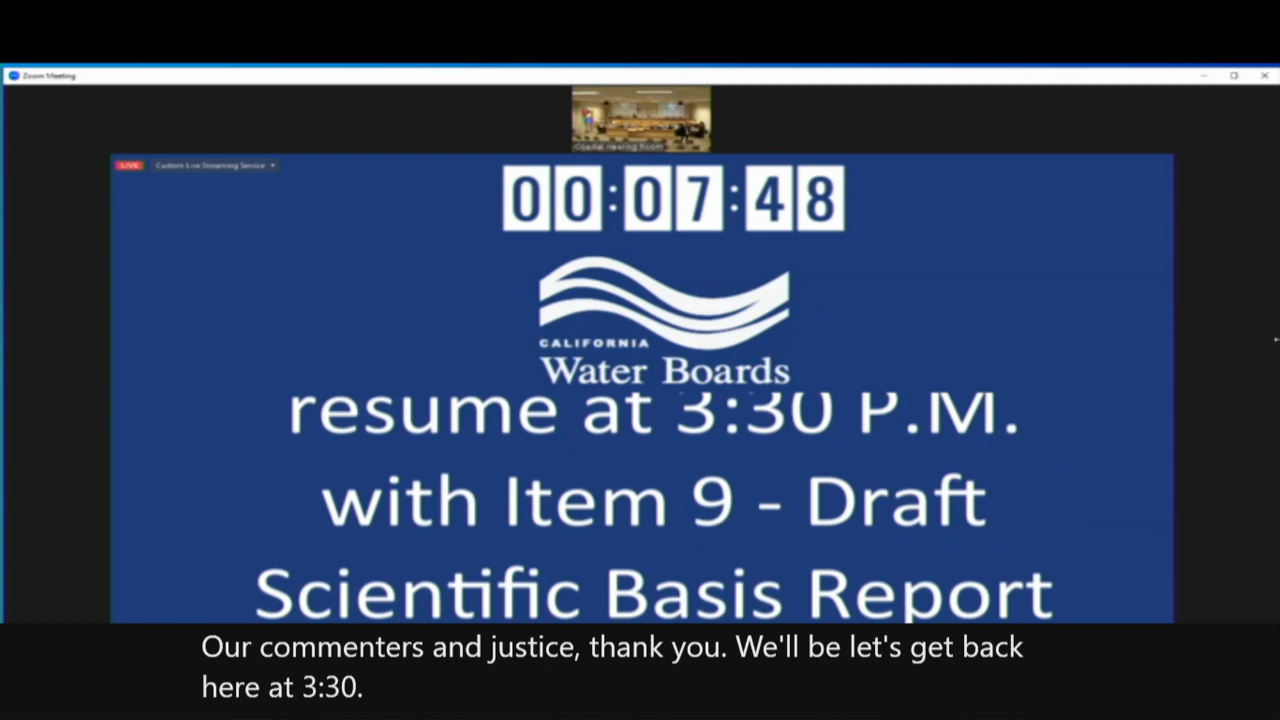 Zoom Meeting
Coastal Hearing Room
LIVE Custom Live Streaming Service
00:07:48
CALIFORNIA
Water Boards
resume at 3:30 P.M.
with Item 9 - Draft
Scientific Basis Report
Our commenters and justice, thank you. We'll be let's get back
here at 3:30.